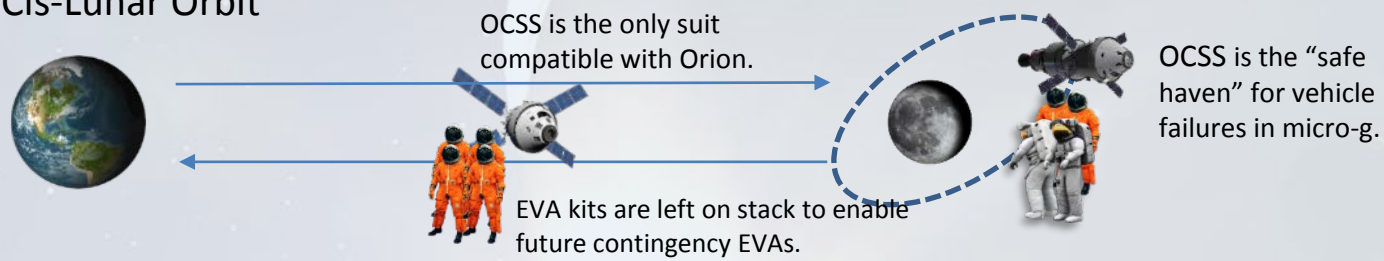 Cis-Lunar Orbit
OCSS is the only suit
compatible with Orion.
OCSS is the “safe
haven” for vehicle
failures in micro-g.
EVA kits are left on stack to enable
future contingency EVAs.